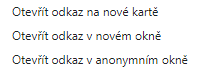 Otevřít odkaz na nové kartě
Otevřít odkaz v novém okně
Otevřít odkaz v anonymním okně